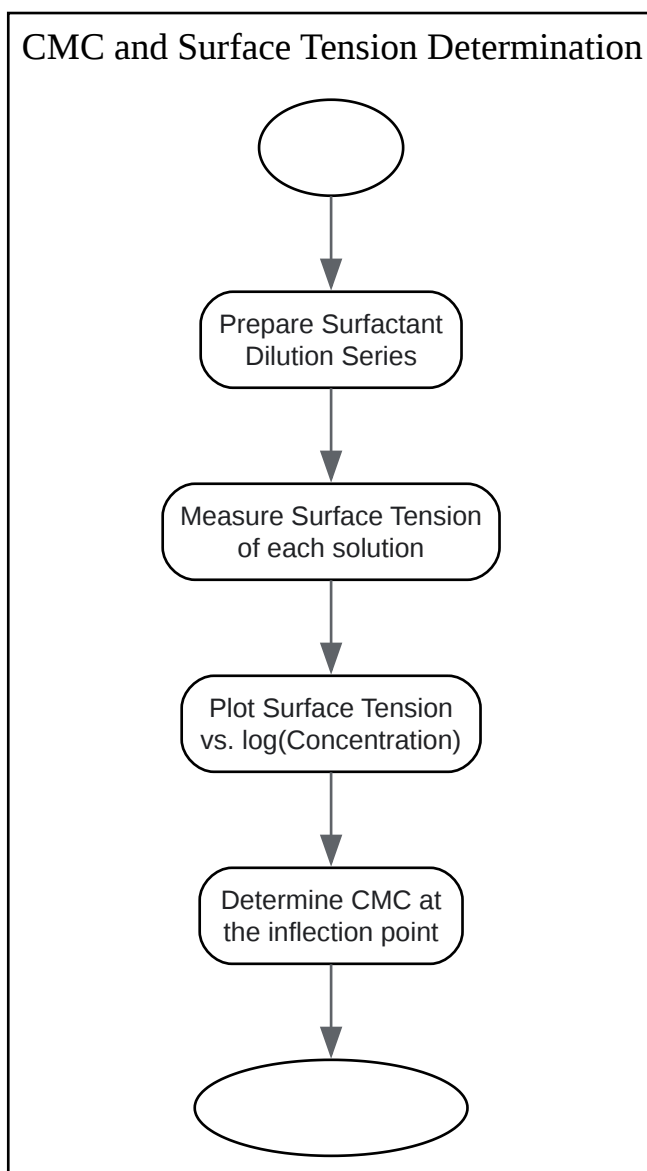 CMC and Surface Tension Determination
Prepare Surfactant
Dilution Series
Measure Surface Tension
of each solution
Plot Surface Tension
vs. log(Concentration)
Determine CMC at
the inflection point